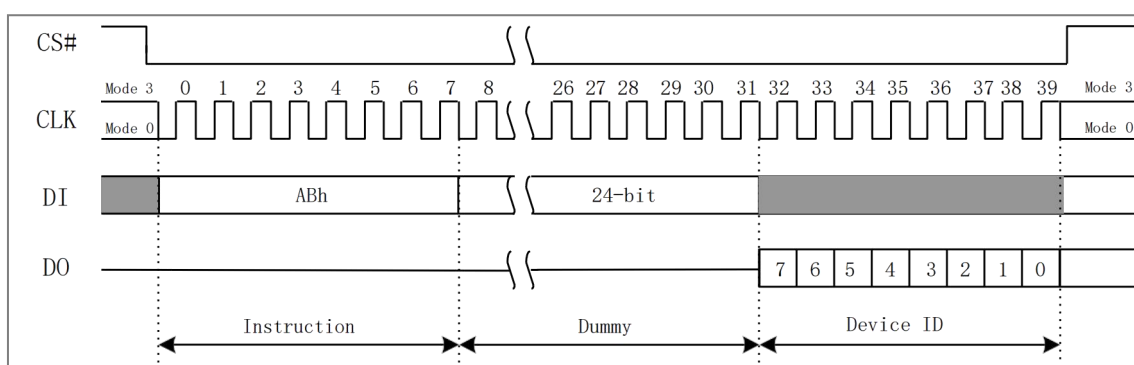 CS#
Mode 3 0 1 2 3 4 5 6 7 8 26 27 28 29 30 31 32 33 34 35 36 37 38 39 Mode 3
CLK
Mode 0 Mode 0
DI ABh 24-bit
DO 7 6 5 4 3 2 1 0
Instruction Dummy Device ID